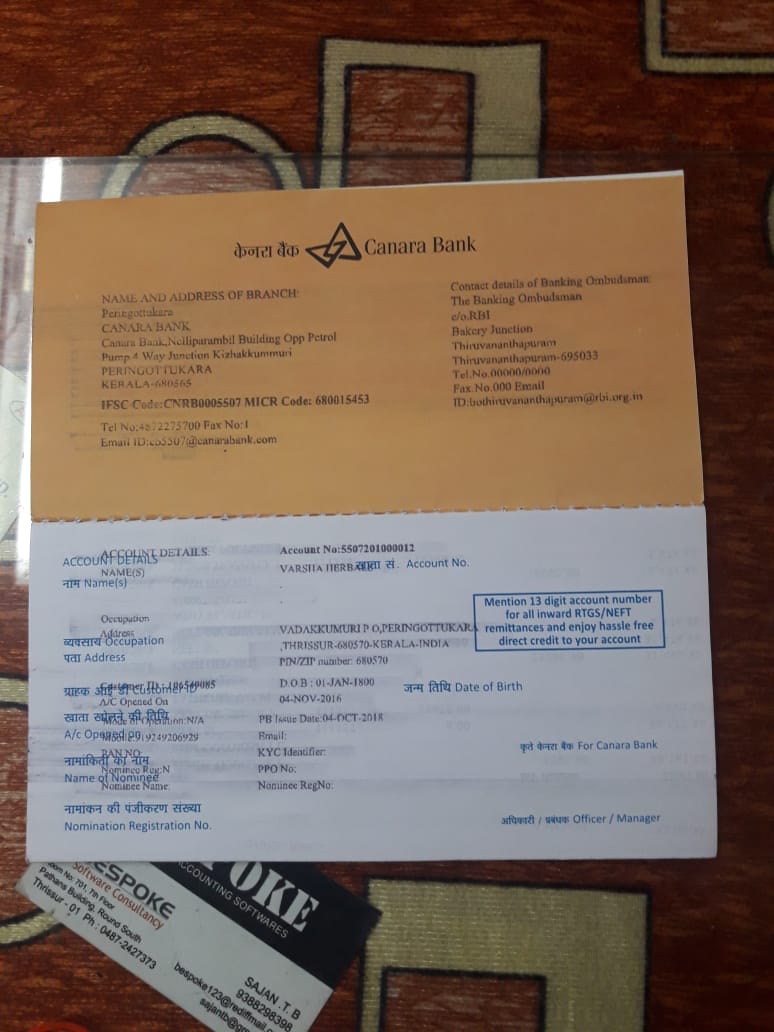 केनरा बैंक Canara Bank
NAME AND ADDRESS OF BRANCH:
Peringottukara
CANARA BANK
Canara Bank,Nelliparambil Building Opp Petrol
Pump 4 Way Junction Kizhakkummuri
PERINGOTTUKARA
KERALA-680565
IFSC Code:CNRB0005507 MICR Code: 680015453
Tel No:4872275700 Fax No:1
Email ID:cb5507@canarabank.com
Contact details of Banking Ombudsman:
The Banking Ombudsman
c/o.RBI
Bakery Junction
Thiruvananthapuram
Thiruvananthapuram-695033
Tel.No.00000/0000
Fax.No.000 Email
ID:bothiruvananthapuram@rbi.org.in
ACCOUNT DETAILS: Account No:5507201000012
ACCOUNT DETAILS खाता सं. Account No.
NAME(S) VARSHA HERBALS
नाम Name(s)
Mention 13 digit account number
for all inward RTGS/NEFT
remittances and enjoy hassle free
direct credit to your account
Occupation
Address VADAKKUMURI P O,PERINGOTTUKARA
व्यवसाय Occupation ,THRISSUR-680570-KERALA-INDIA
पता Address PIN/ZIP number: 680570
Customer ID: D.O.B: 01-JAN-1800
ग्राहक आई डी Customer ID जन्म तिथि Date of Birth
A/C Opened On 04-NOV-2016
खाता खोलने की तिथि
Mode of Operation:N/A PB Issue Date:04-OCT-2018
A/c Opened on Email:
Mobile:919249206929
PAN NO: KYC Identifier:
कृते केनरा बैंक For Canara Bank
नामांकिती का नाम
Nominee Reg:N PPO No:
Name of Nominee
Nominee Name: Nominee RegNo:
नामांकन की पंजीकरण संख्या
Nomination Registration No.
अधिकारी / प्रबंधक Officer / Manager
BESPOKE
Software Consultancy
Room No: 701, 7th Floor
Pathans Building, Round South
Thrissur - 01 Ph : 0487-2427373
POKE
ACCOUNTING SOFTWARES
SAJAN .T. B
9388298398
bespoke123@rediffmail.